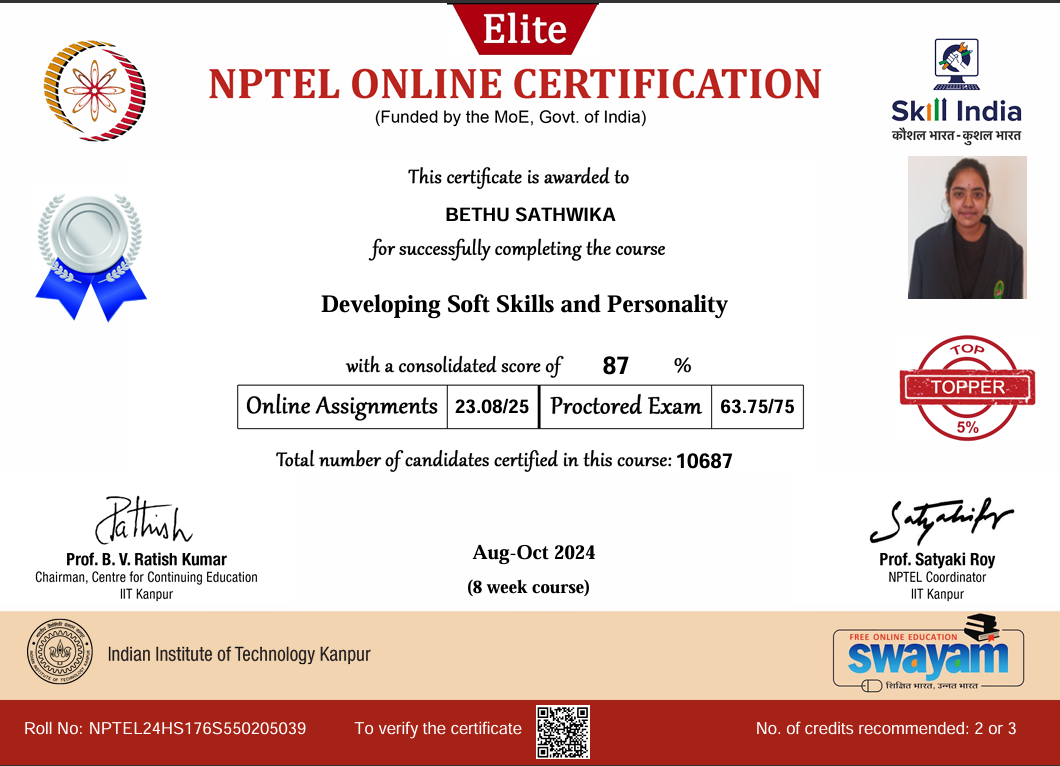 Elite
NPTEL ONLINE CERTIFICATION
(Funded by the MoE, Govt. of India)
Skill India
कौशल भारत - कुशल भारत
This certificate is awarded to
BETHU SATHWIKA
for successfully completing the course
Developing Soft Skills and Personality
with a consolidated score of 87 %
Online Assignments 23.08/25 Proctored Exam 63.75/75
TOP
TOPPER
5%
Total number of candidates certified in this course: 10687
Prof. B. V. Ratish Kumar
Chairman, Centre for Continuing Education
IIT Kanpur
Aug-Oct 2024
(8 week course)
Prof. Satyaki Roy
NPTEL Coordinator
IIT Kanpur
Indian Institute of Technology Kanpur
FREE ONLINE EDUCATION
swayam
शिक्षित भारत, उन्नत भारत
Roll No: NPTEL24HS176S550205039
To verify the certificate
No. of credits recommended: 2 or 3